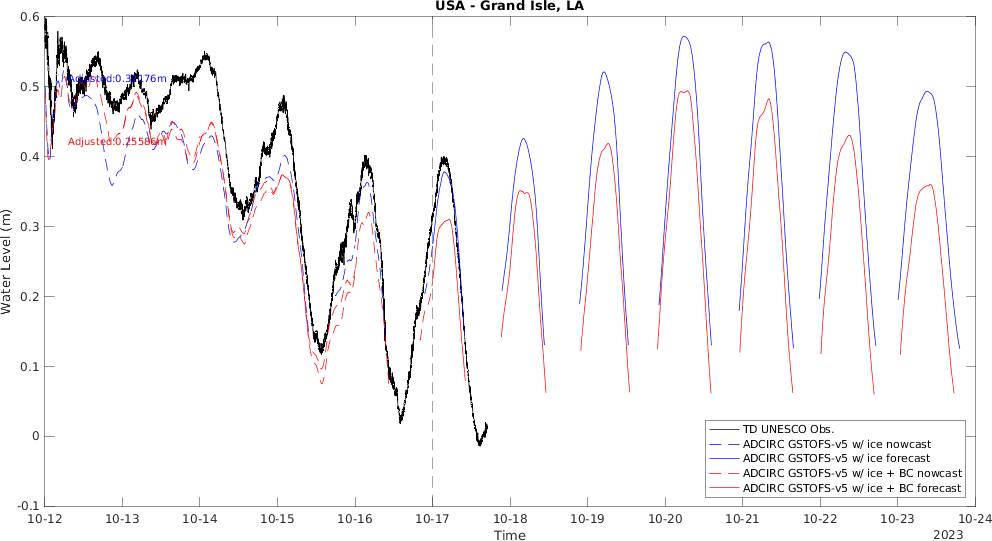 USA - Grand Isle, LA
0.6
0.5
0.4
0.3
0.2
0.1
0
-0.1
Water Level (m)
Adjusted:0.25586m
10-12
10-13
10-14
10-15
10-16
10-17
10-18
10-19
10-20
10-21
10-22
10-23
10-24
Time
2023
TD UNESCO Obs.
ADCIRC GSTOFS-v5 w/ ice nowcast
ADCIRC GSTOFS-v5 w/ ice forecast
ADCIRC GSTOFS-v5 w/ ice + BC nowcast
ADCIRC GSTOFS-v5 w/ ice + BC forecast